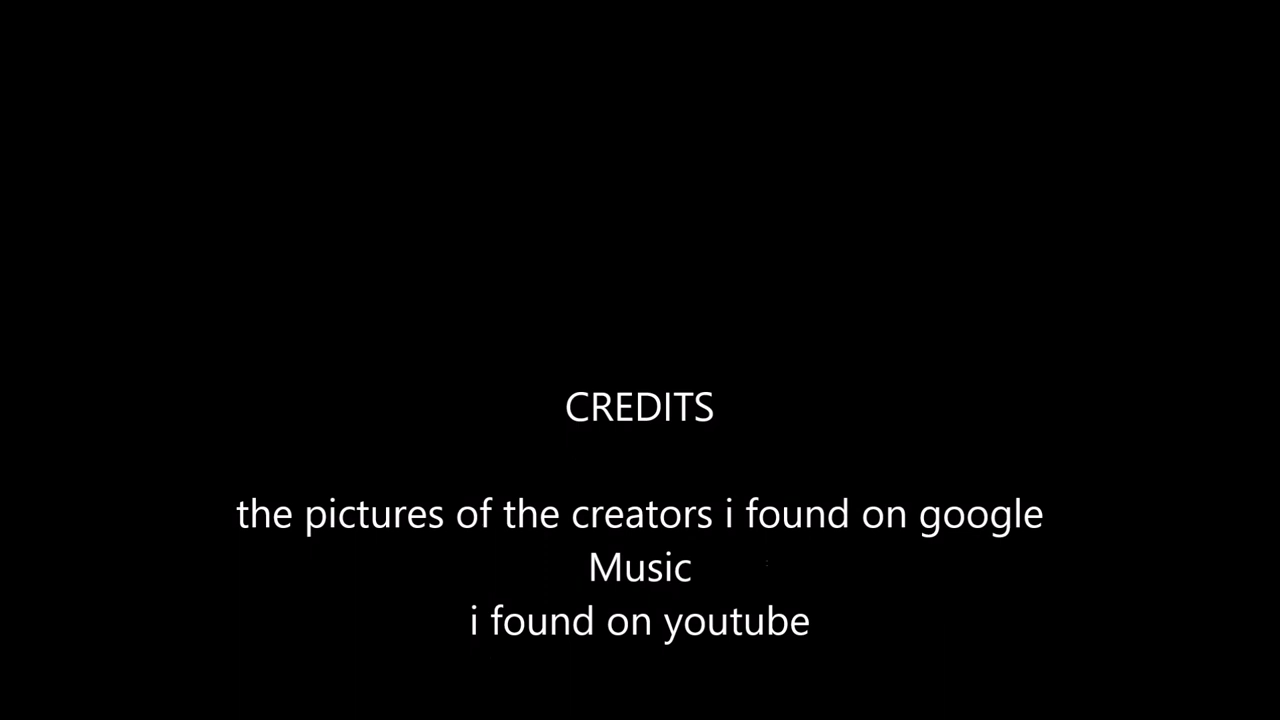 CREDITS
the pictures of the creators i found on google
Music
i found on youtube